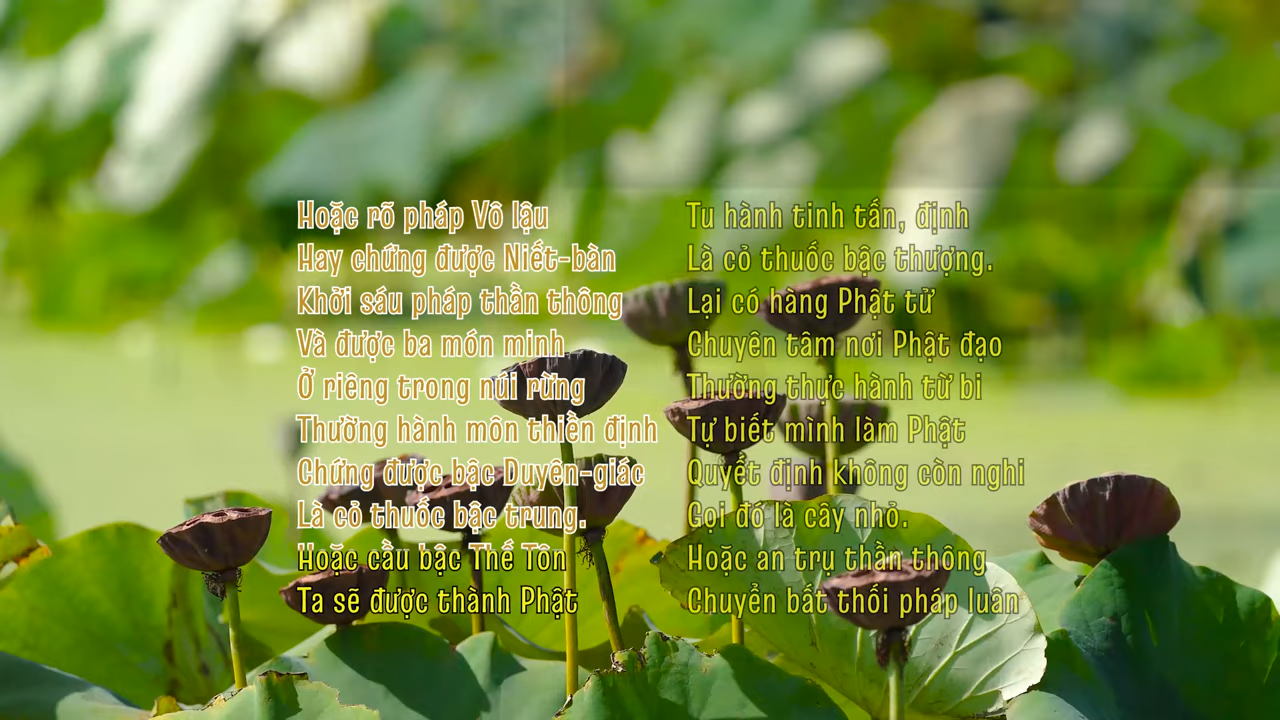 Hoặc rõ pháp Vô lậu
Hay chứng được Niết-bàn
Khởi sáu pháp thần thông
Và được ba món minh
Ở riêng trong núi rừng
Thường hành môn thiền định
Chứng được bậc Duyên-giác
Là cỏ thuốc bậc trung.
Hoặc cầu bậc Thế Tôn
Ta sẽ được thành Phật
Tu hành tinh tấn, định
Là cỏ thuốc bậc thượng.
Lại có hàng Phật tử
Chuyên tâm nơi Phật đạo
Thường thực hành từ bi
Tự biết mình làm Phật
Quyết định không còn nghi
Gọi đó là cây nhỏ.
Hoặc an trụ thần thông
Chuyển bất thối pháp luân